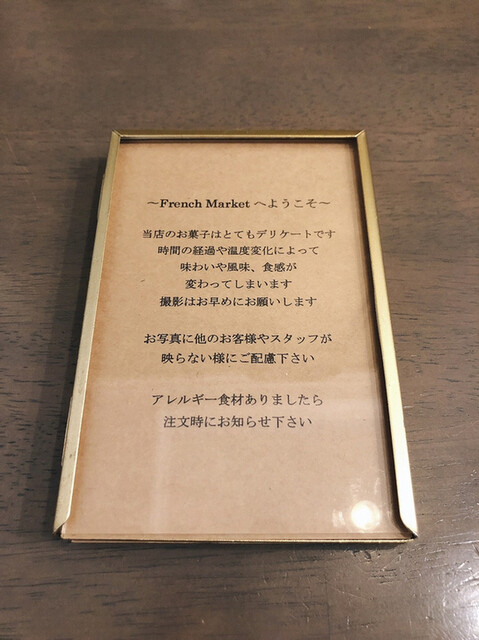 ～French Market へようこそ～
当店のお菓子はとてもデリケートです
時間の経過や温度変化によって
味わいや風味、食感が
変わってしまいます
撮影はお早めにお願いします
お写真に他のお客様やスタッフが
映らない様にご配慮下さい
アレルギー食材ありましたら
注文時にお知らせ下さい